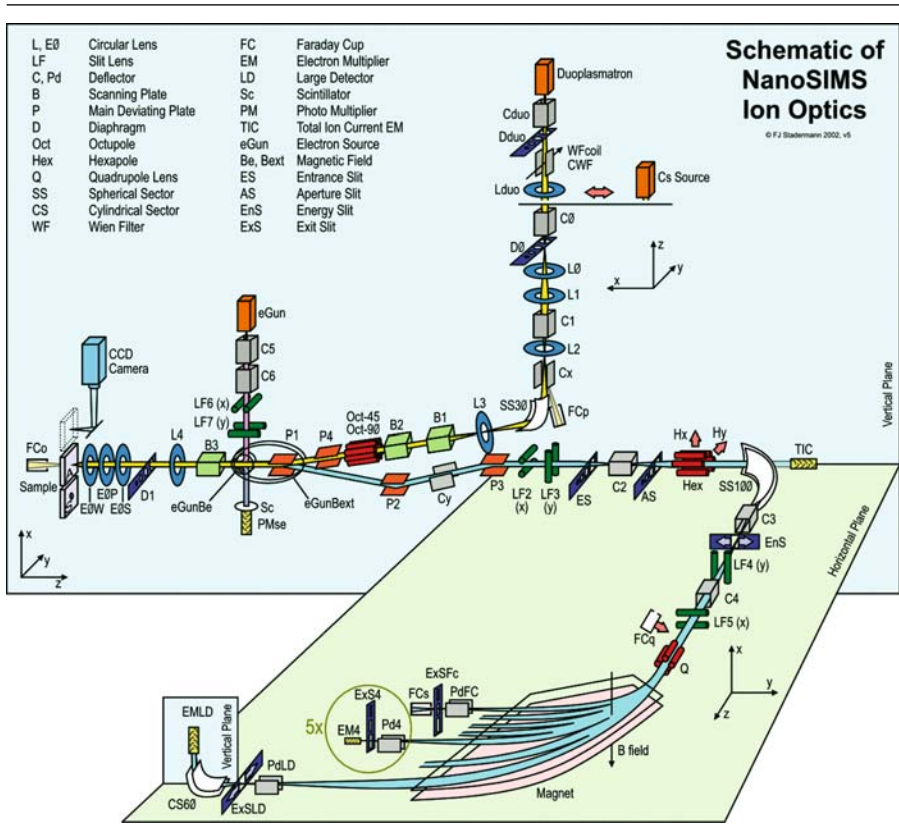 L, EØ Circular Lens
LF Slit Lens
C, Pd Deflector
B Scanning Plate
P Main Deviating Plate
D Diaphragm
Oct Octupole
Hex Hexapole
Q Quadrupole Lens
SS Spherical Sector
CS Cylindrical Sector
WF Wien Filter
FC Faraday Cup
EM Electron Multiplier
LD Large Detector
Sc Scintillator
PM Photo Multiplier
TIC Total Ion Current EM
eGun Electron Source
Be, Bext Magnetic Field
ES Entrance Slit
AS Aperture Slit
EnS Energy Slit
ExS Exit Slit
Schematic of
NanoSIMS
Ion Optics
© FJ Stadermann 2002, v5
Duoplasmatron
Cduo
Dduo
WFcoil
CWF
Lduo
Cs Source
CØ
DØ
LØ
L1
C1
L2
Cx
SS3Ø
FCp
z
y
x
eGun
C5
C6
LF6 (x)
LF7 (y)
CCD
Camera
FCo
Sample
EØW
EØP
EØS
D1
L4
B3
eGunBe
Sc
PMse
P1
eGunBext
P4
Oct-45
Oct-9Ø
B2
B1
L3
P2
Cy
P3
LF2
(x)
LF3
(y)
ES
C2
AS
Hex
Hx
Hy
TIC
SS1ØØ
C3
EnS
LF4 (y)
C4
LF5 (x)
FCq
Q
Vertical Plane
Horizontal Plane
x
y
z
x
y
z
ExSFc
FCs
PdFC
ExS4
5x
EM4
Pd4
B field
Magnet
EMLD
Vertical Plane
PdLD
CS6Ø
ExSLD